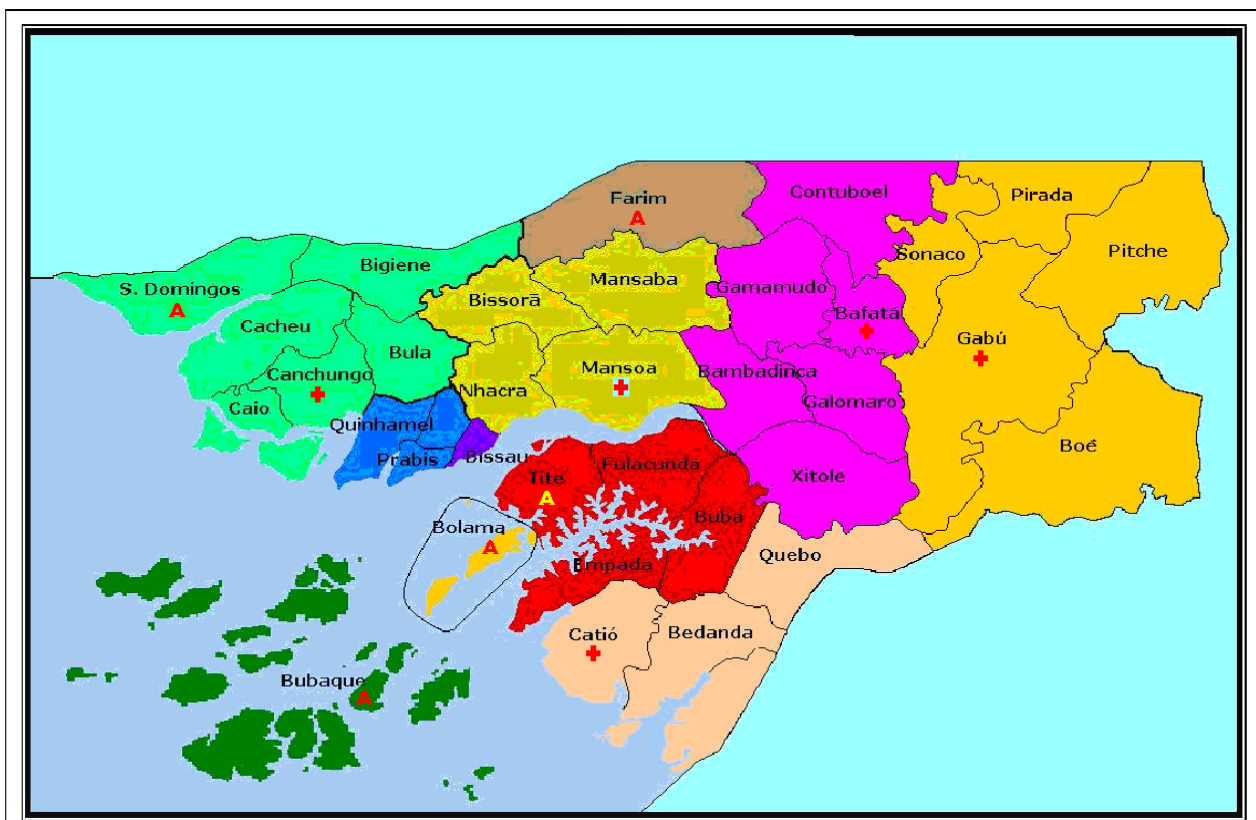 Contuboel
Pirada
Farim
A
Pitche
Sonaco
Bigiene
Mansaba
S. Domingos
Gamamudo
Bissorã
A
Bafatá
Cacheu
Gabú
Bula
Mansoa
Bambadinca
Canchungo
Nhacra
Galomaro
Caio
Quinhamel
Boé
Bissau
Prabis
Fulacunda
Xitole
Tite
A
Buba
Bolama
A
Quebo
Empada
Catió
Bedanda
Bubaque
A